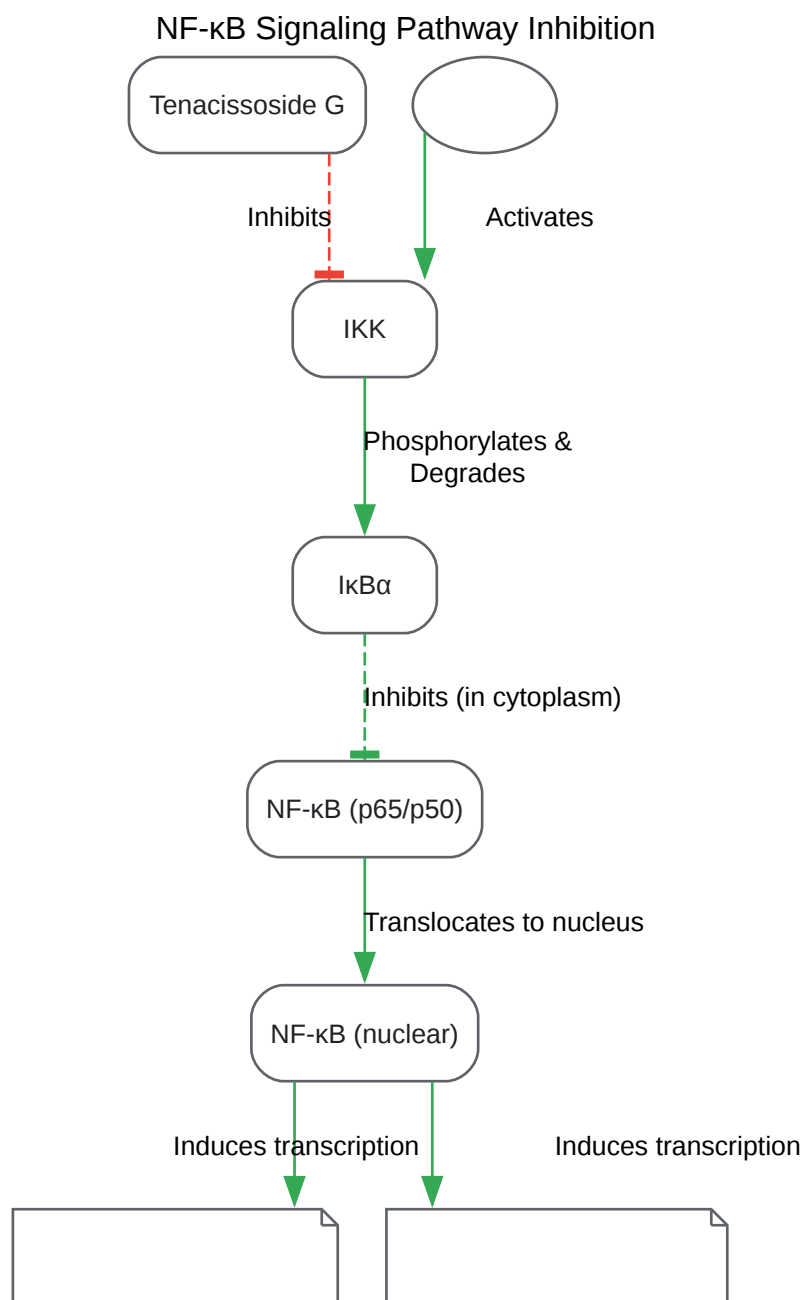 NF-κB Signaling Pathway Inhibition
Tenacissoside G
Inhibits
Activates
IKK
Phosphorylates &
Degrades
IκBα
Inhibits (in cytoplasm)
NF-κB (p65/p50)
Translocates to nucleus
NF-κB (nuclear)
Induces transcription
Induces transcription